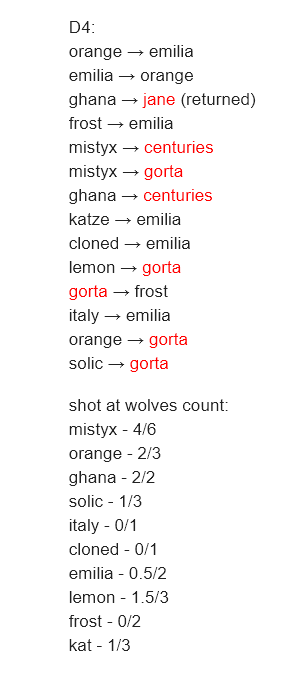 D4:
orange → emilia
emilia → orange
ghana → jane (returned)
frost → emilia
mistyx → centuries
mistyx → gorta
ghana → centuries
katze → emilia
cloned → emilia
lemon → gorta
gorta → frost
italy → emilia
orange → gorta
solic → gorta
shot at wolves count:
mistyx - 4/6
orange - 2/3
ghana - 2/2
solic - 1/3
italy - 0/1
cloned - 0/1
emilia - 0.5/2
lemon - 1.5/3
frost - 0/2
kat - 1/3